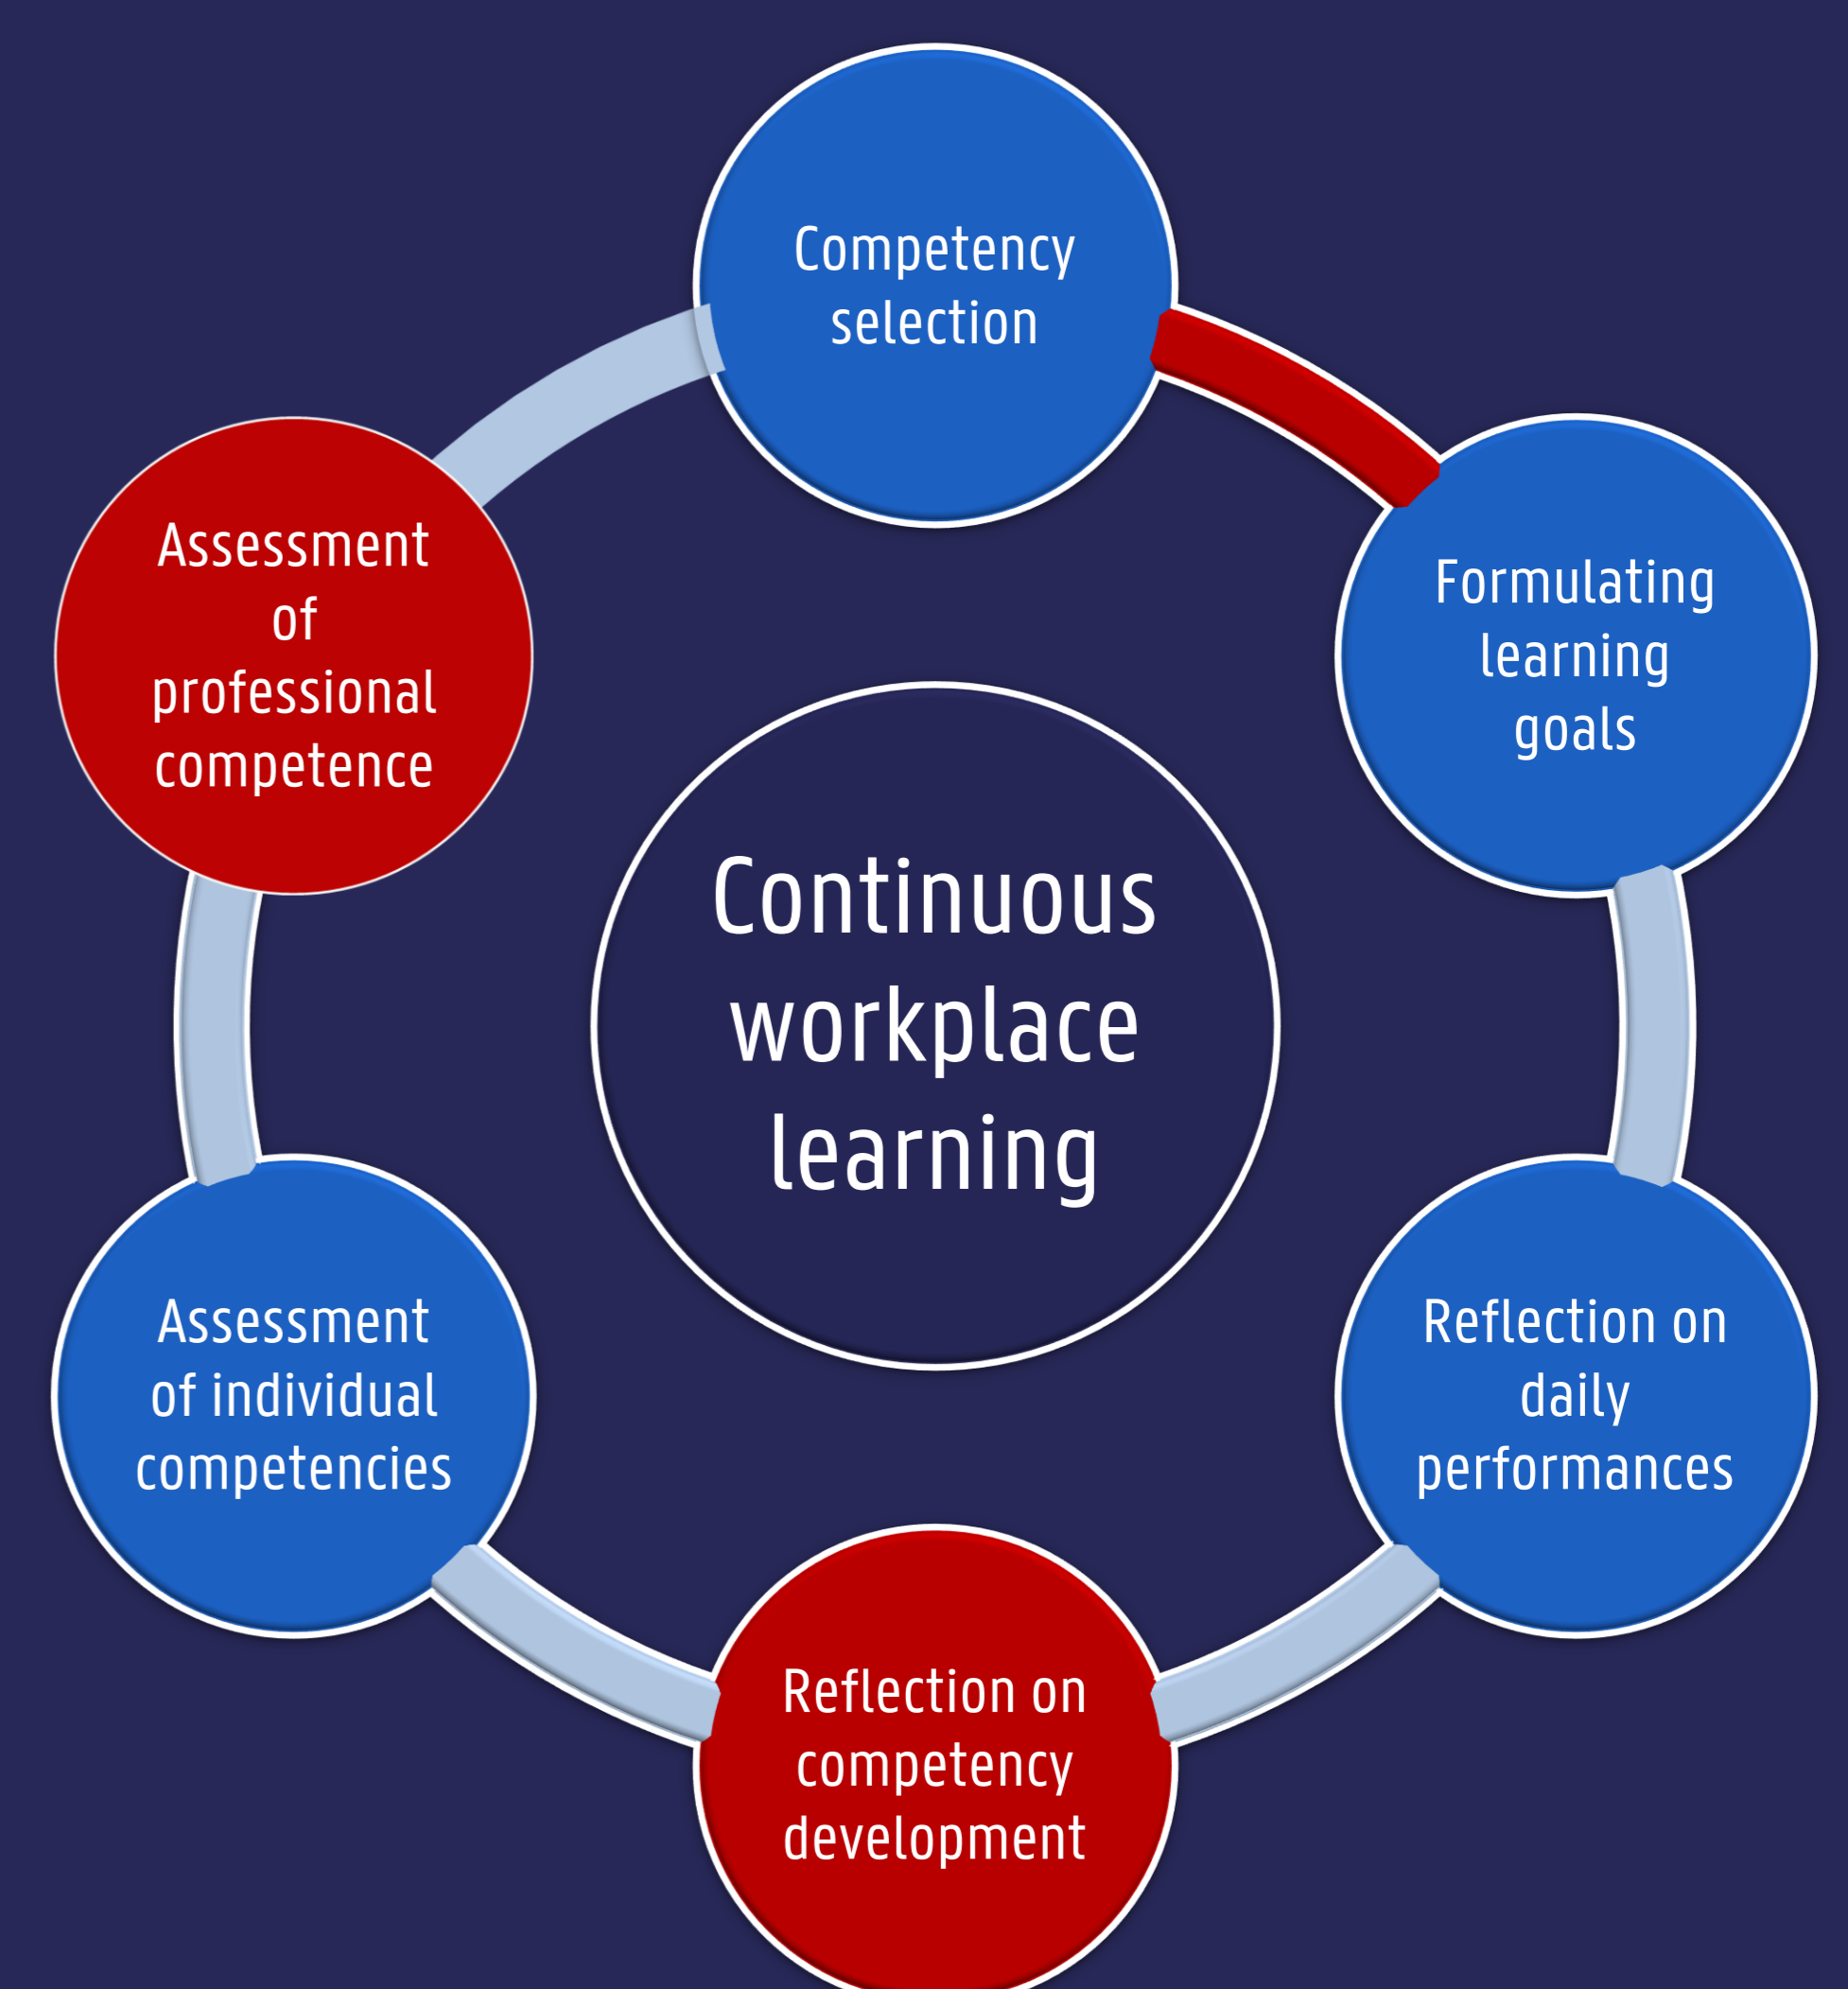 Competency
selection
Formulating
learning
goals
Reflection on
daily
performances
Reflection on
competency
development
Assessment
of individual
competencies
Assessment
of
professional
competence
Continuous
workplace
learning